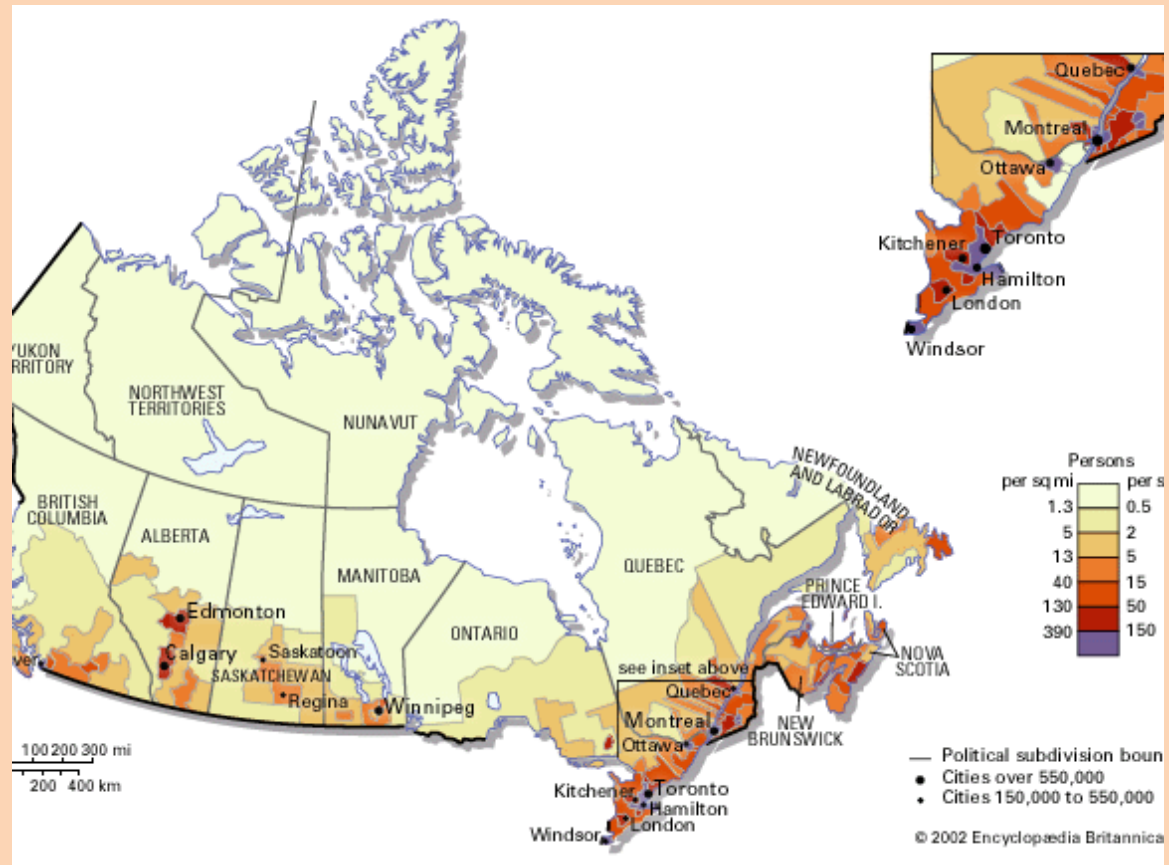 Quebec
Montreal
Ottawa
Kitchener
Toronto
Hamilton
London
Windsor
YUKON
RRITORY
NORTHWEST
TERRITORIES
NUNAVUT
BRITISH
COLUMBIA
ALBERTA
MANITOBA
ONTARIO
QUEBEC
NEWFOUNDLAND
AND LABRADOR
PRINCE
EDWARD I.
NOVA
SCOTIA
NEW
BRUNSWICK
see inset above
Edmonton
Calgary
Saskatoon
SASKATCHEWAN
Regina
Winnipeg
ver
Quebec
Montreal
Ottawa
Kitchener
Toronto
Hamilton
London
Windsor
Persons
per sq mi per s
1.3 0.5
5 2
13 5
40 15
130 50
390 150
100 200 300 mi
200 400 km
Political subdivision boun
Cities over 550,000
Cities 150,000 to 550,000
© 2002 Encyclopædia Britannica